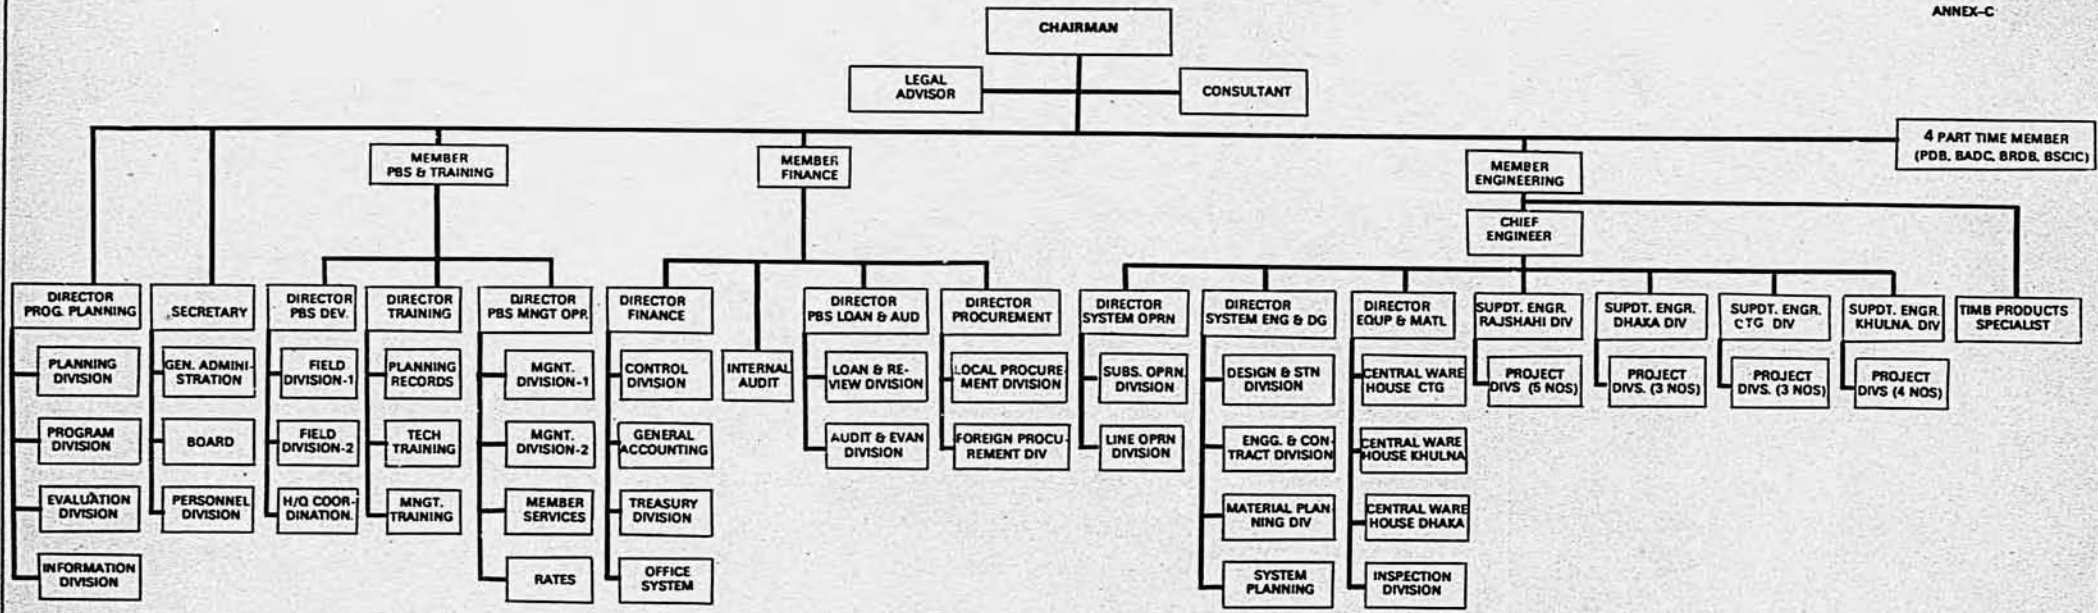 ANNEX-C
CHAIRMAN
LEGAL
ADVISOR
CONSULTANT
4 PART TIME MEMBER
(PDB, BADC, BRDB, BSCIC)
MEMBER
PBS & TRAINING
MEMBER
FINANCE
MEMBER
ENGINEERING
CHIEF
ENGINEER
DIRECTOR
PROG. PLANNING
PLANNING
DIVISION
PROGRAM
DIVISION
EVALUATION
DIVISION
INFORMATION
DIVISION
SECRETARY
GEN. ADMINI-
STRATION
BOARD
PERSONNEL
DIVISION
DIRECTOR
PBS DEV.
FIELD
DIVISION-1
FIELD
DIVISION-2
H/Q COOR-
DINATION.
DIRECTOR
TRAINING
PLANNING
RECORDS
TECH
TRAINING
MNGT.
TRAINING
DIRECTOR
PBS MNGT OPR.
MGNT.
DIVISION-1
MGNT.
DIVISION-2
MEMBER
SERVICES
RATES
DIRECTOR
FINANCE
CONTROL
DIVISION
GENERAL
ACCOUNTING
TREASURY
DIVISION
OFFICE
SYSTEM
INTERNAL
AUDIT
DIRECTOR
PBS LOAN & AUD
LOAN & RE-
VIEW DIVISION
AUDIT & EVAN
DIVISION
DIRECTOR
PROCUREMENT
LOCAL PROCURE-
MENT DIVISION
FOREIGN PROCU-
REMENT DIV
DIRECTOR
SYSTEM OPRN
SUBS. OPRN.
DIVISION
LINE OPRN
DIVISION
DIRECTOR
SYSTEM ENG & DG
DESIGN & STN
DIVISION
ENGG. & CON-
TRACT DIVISION
MATERIAL PLAN
NING DIV
SYSTEM
PLANNING
DIRECTOR
EQUP & MATL
CENTRAL WARE
HOUSE CTG
CENTRAL WARE
HOUSE KHULNA
CENTRAL WARE
HOUSE DHAKA
INSPECTION
DIVISION
SUPDT. ENGR.
RAJSHAHI DIV
PROJECT
DIVS (5 NOS)
SUPDT. ENGR.
DHAKA DIV
PROJECT
DIVS. (3 NOS)
SUPDT. ENGR.
CTG DIV
PROJECT
DIVS. (3 NOS)
SUPDT. ENGR.
KHULNA. DIV
PROJECT
DIVS (4 NOS)
TIMB PRODUCTS
SPECIALIST